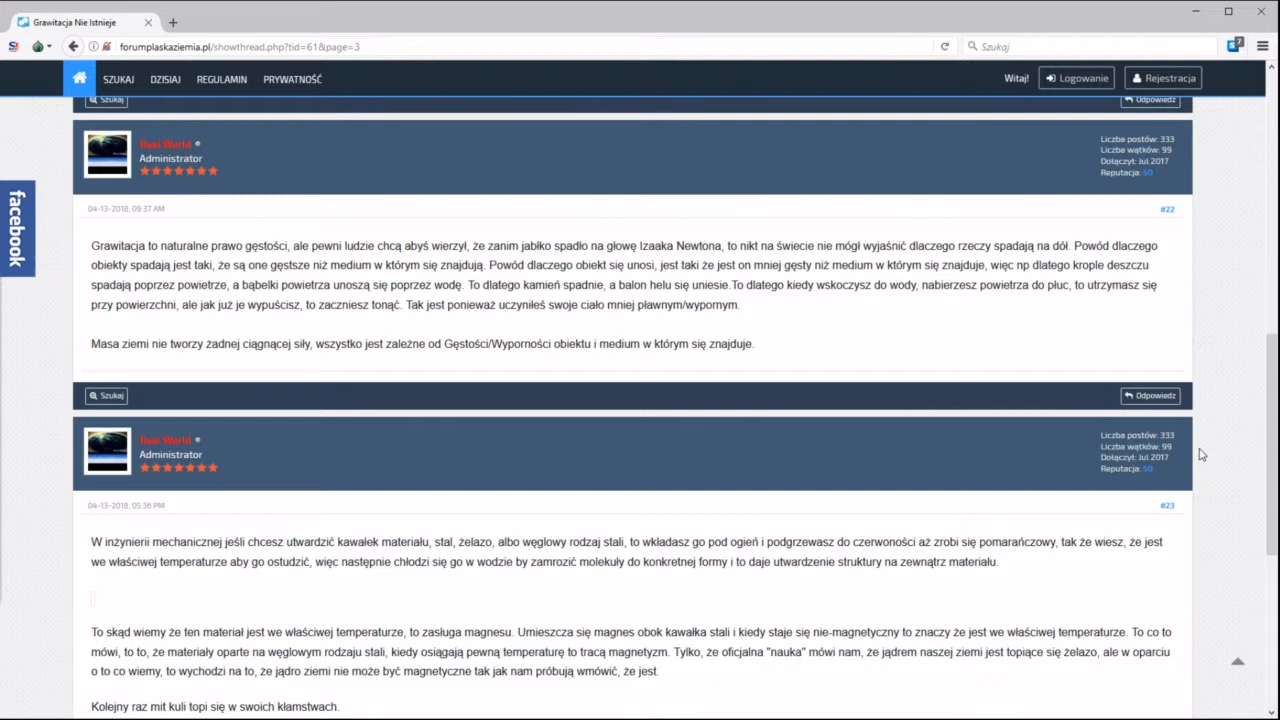 Grawitacja Nie Istnieje
forumplaskaziemia.pl/showthread.php?tid=61&page=3
Szukaj
7
SZUKAJ DZISIAJ REGULAMIN PRYWATNOŚĆ
Witaj! Logowanie Rejestracja
Szukaj Odpowiedz
facebook
Real World
Administrator
Liczba postów: 333
Liczba wątków: 99
Dołączył: Jul 2017
Reputacja: 50
04-13-2018, 09:37 AM #22
Grawitacja to naturalne prawo gęstości, ale pewni ludzie chcą abyś wierzył, że zanim jabłko spadło na głowę Izaaka Newtona, to nikt na świecie nie mógł wyjaśnić dlaczego rzeczy spadają na dół. Powód dlaczego
obiekty spadają jest taki, że są one gęstsze niż medium w którym się znajdują. Powód dlaczego obiekt się unosi, jest taki że jest on mniej gęsty niż medium w którym się znajduje, więc np dlatego krople deszczu
spadają poprzez powietrze, a bąbelki powietrza unoszą się poprzez wodę. To dlatego kamień spadnie, a balon helu się uniesie.To dlatego kiedy wskoczysz do wody, nabierzesz powietrza do płuc, to utrzymasz się
przy powierzchni, ale jak już je wypuścisz, to zaczniesz tonąć. Tak jest ponieważ uczyniłeś swoje ciało mniej pławnym/wypornym.
Masa ziemi nie tworzy żadnej ciągnącej siły, wszystko jest zależne od Gęstości/Wyporności obiektu i medium w którym się znajduje.
Szukaj Odpowiedz
Real World
Administrator
Liczba postów: 333
Liczba wątków: 99
Dołączył: Jul 2017
Reputacja: 50
04-13-2018, 05:36 PM #23
W inżynierii mechanicznej jeśli chcesz utwardzić kawałek materiału, stal, żelazo, albo węglowy rodzaj stali, to wkładasz go pod ogień i podgrzewasz do czerwoności aż zrobi się pomarańczowy, tak że wiesz, że jest
we właściwej temperaturze aby go ostudzić, więc następnie chłodzi się go w wodzie by zamrozić molekuły do konkretnej formy i to daje utwardzenie struktury na zewnątrz materiału.
To skąd wiemy że ten materiał jest we właściwej temperaturze, to zasługa magnesu. Umieszcza się magnes obok kawałka stali i kiedy staje się nie-magnetyczny to znaczy że jest we właściwej temperaturze. To co to
mówi, to to, że materiały oparte na węglowym rodzaju stali, kiedy osiągają pewną temperaturę to tracą magnetyzm. Tylko, że oficjalna "nauka" mówi nam, że jądrem naszej ziemi jest topiące się żelazo, ale w oparciu
o to co wiemy, to wychodzi na to, że jądro ziemi nie może być magnetyczne tak jak nam próbują wmówić, że jest.
Kolejny raz mit kuli topi się w swoich kłamstwach.